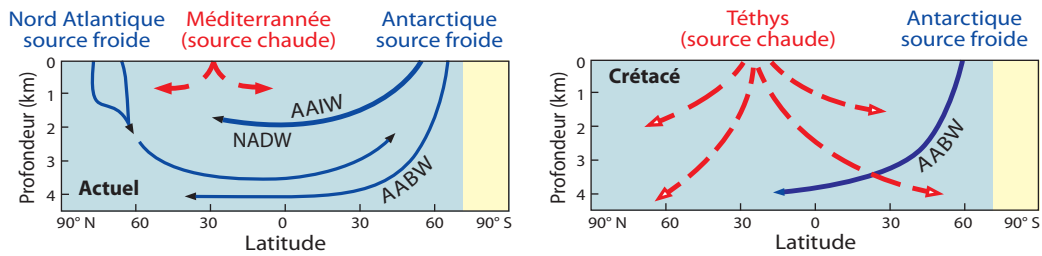 Nord Atlantique
source froide
Méditerrannée
(source chaude)
Antarctique
source froide
Profondeur (km)
0
1
2
3
4
AAIW
NADW
AABW
Actuel
90° N
60
30
0
30
60
90° S
Latitude
Téthys
(source chaude)
Antarctique
source froide
Profondeur (km)
0
1
2
3
4
Crétacé
AABW
90° N
60
30
0
30
60
90° S
Latitude